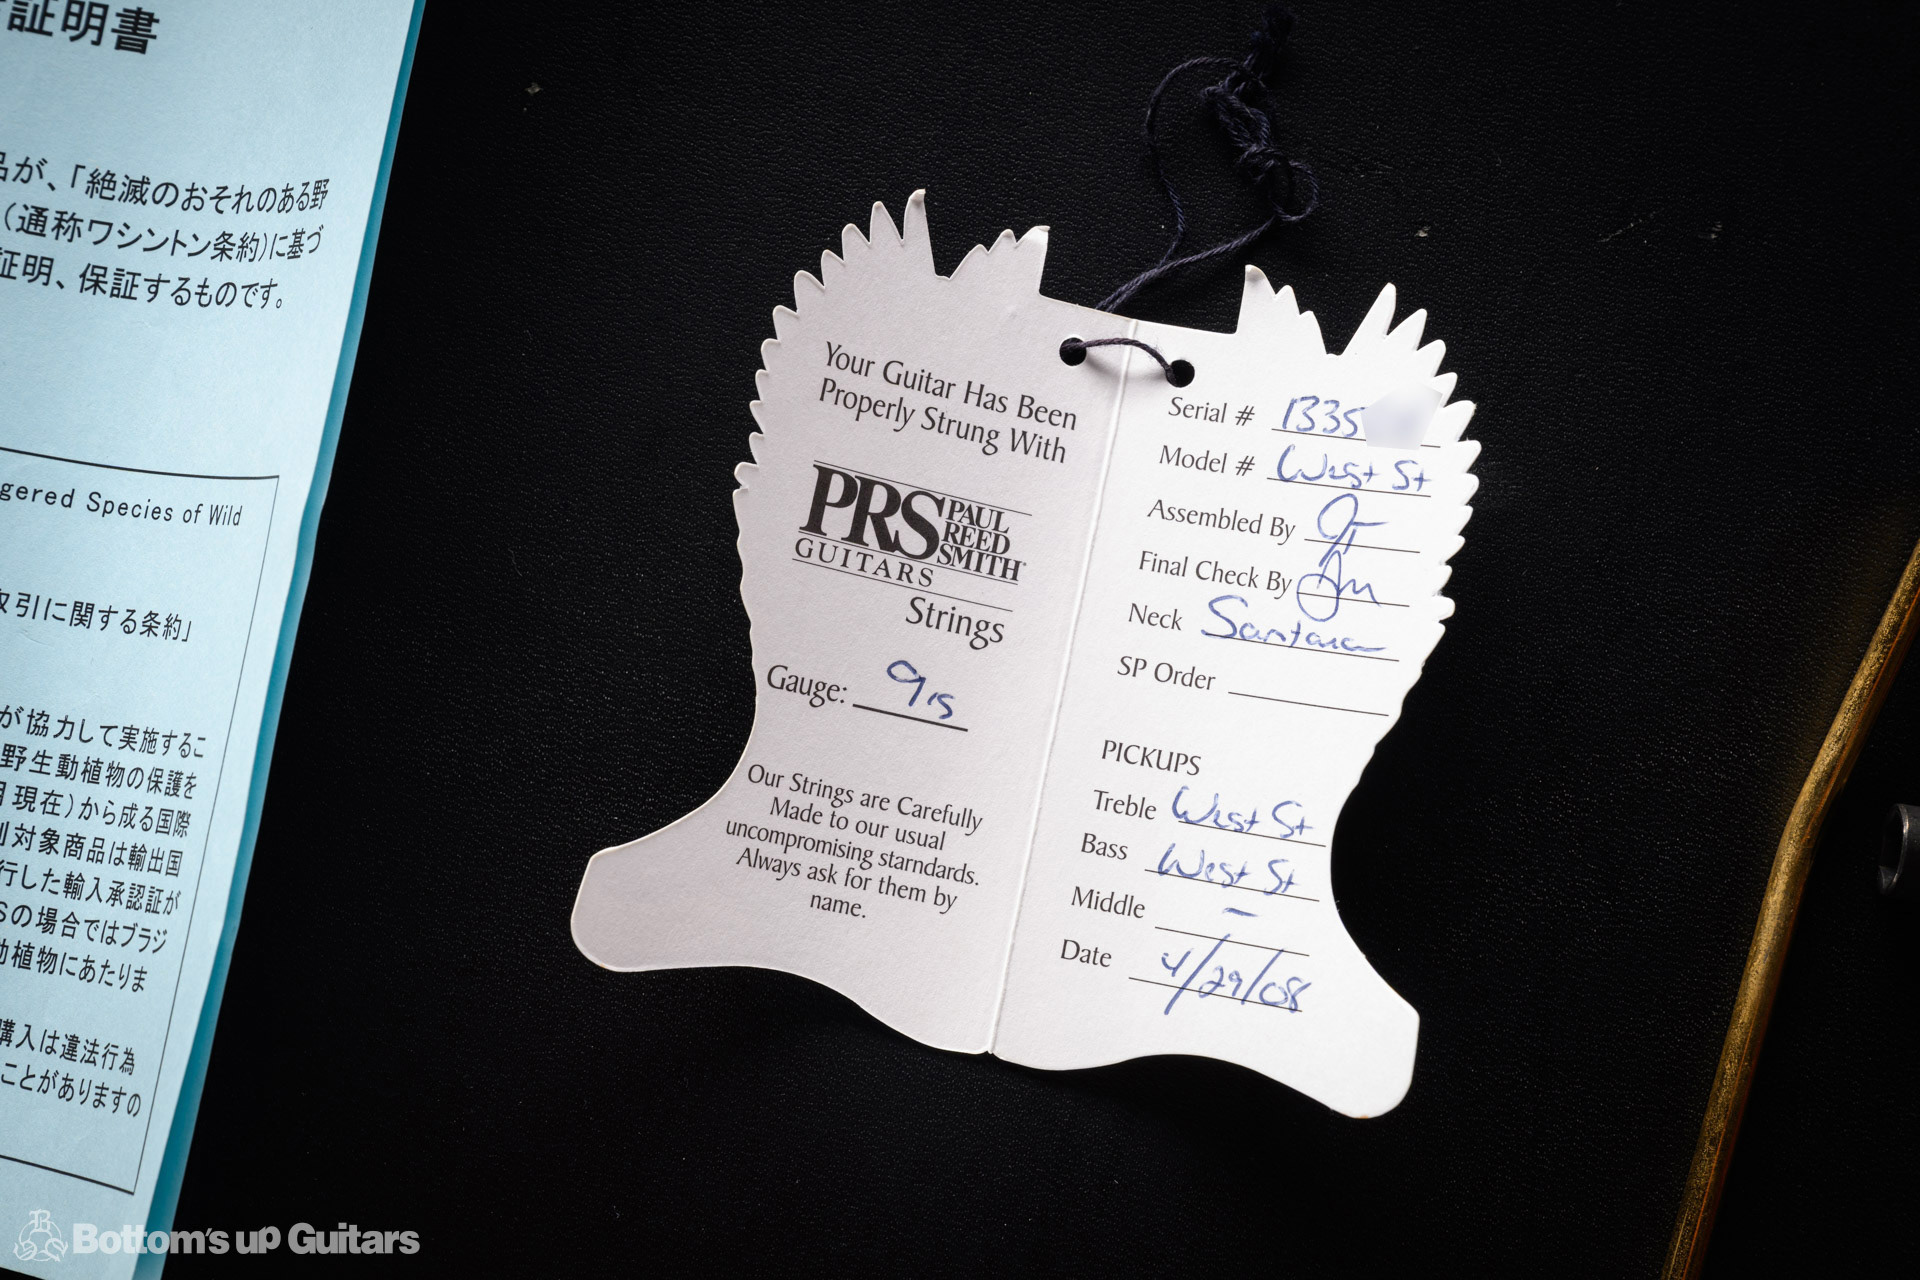 証明書
品が、「絶滅のおそれのある野
(通称ワシントン条約)に基づ
証明、保証するものです。
gered Species of Wild
取引に関する条約」
が協力して実施するこ
野生動植物の保護を
現在)から成る国際
対象商品は輸出国
行した輸入承認証が
Sの場合ではブラジ
動植物にあたりま
購入は違法行為
ことがありますの
Your Guitar Has Been
Properly Strung With
PRS PAUL REED SMITH
GUITARS
Strings
Gauge: 9's
Our Strings are Carefully
Made to our usual
uncompromising starndards.
Always ask for them by
name.
Serial # 1335
Model # West St
Assembled By
Final Check By
Neck Santana
SP Order
PICKUPS
Treble West St
Bass West St
Middle –
Date 4/29/08
Bottom's up Guitars